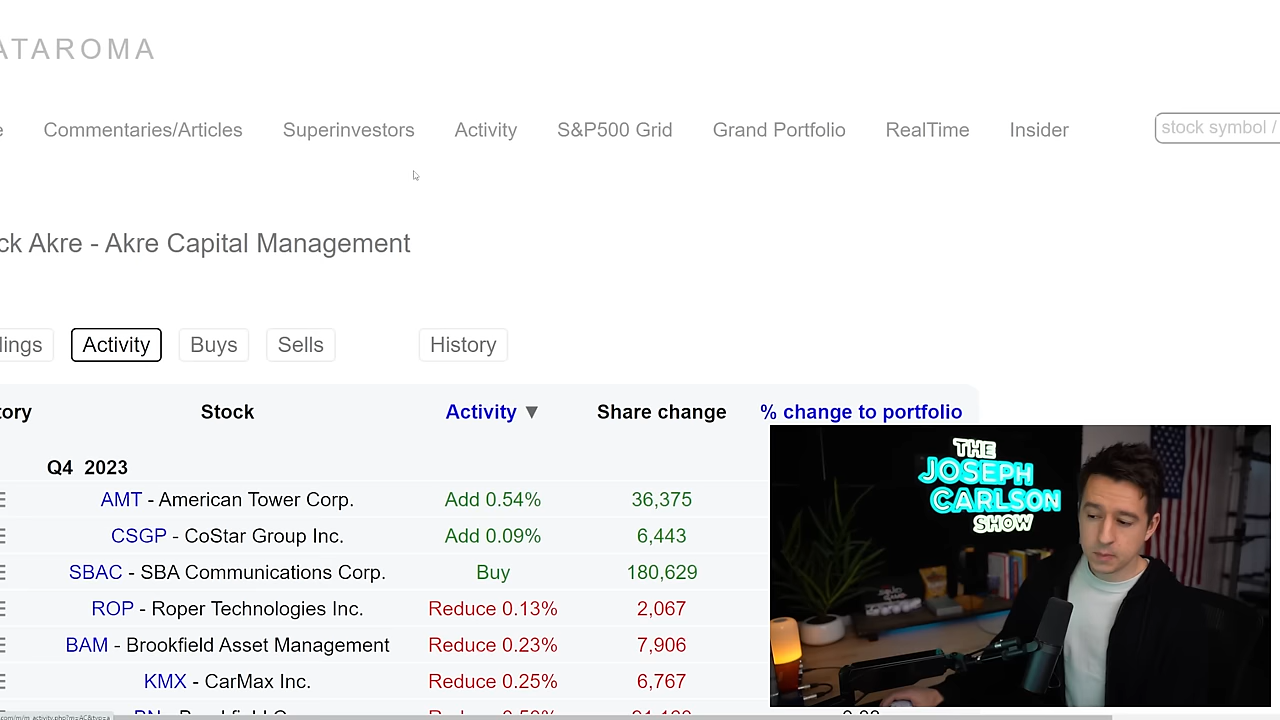 ATAROMA
e Commentaries/Articles Superinvestors Activity S&P500 Grid Grand Portfolio RealTime Insider stock symbol /
ck Akre - Akre Capital Management
lings Activity Buys Sells History
tory Stock Activity ▼ Share change % change to portfolio
Q4 2023
AMT - American Tower Corp. Add 0.54% 36,375
CSGP - CoStar Group Inc. Add 0.09% 6,443
SBAC - SBA Communications Corp. Buy 180,629
ROP - Roper Technologies Inc. Reduce 0.13% 2,067
BAM - Brookfield Asset Management Reduce 0.23% 7,906
KMX - CarMax Inc. Reduce 0.25% 6,767
THE
JOSEPH
CARLSON
SHOW